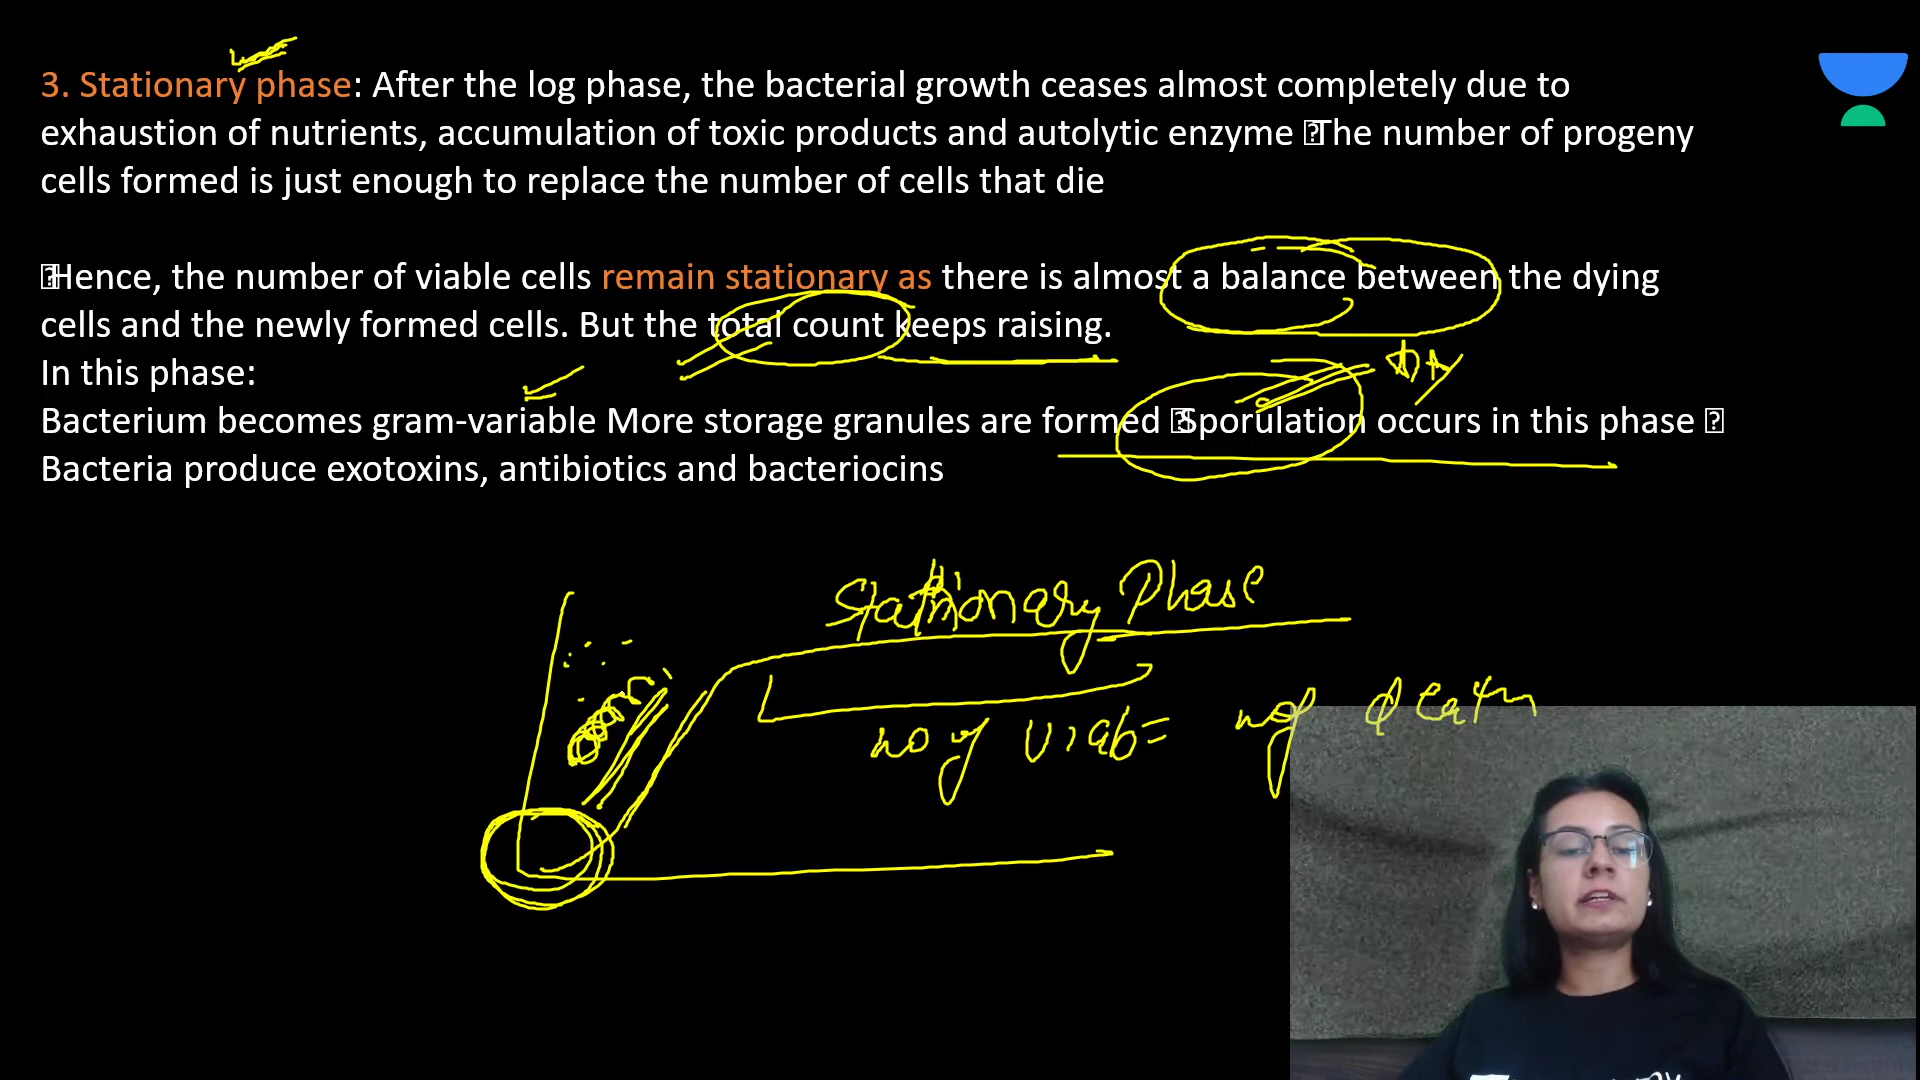 3. Stationary phase: After the log phase, the bacterial growth ceases almost completely due to
exhaustion of nutrients, accumulation of toxic products and autolytic enzyme The number of progeny
cells formed is just enough to replace the number of cells that die
Hence, the number of viable cells remain stationary as there is almost a balance between the dying
cells and the newly formed cells. But the total count keeps raising.
In this phase:
Bacterium becomes gram-variable More storage granules are formed Sporulation occurs in this phase
Bacteria produce exotoxins, antibiotics and bacteriocins
Stationary Phase
no of viab = no of death